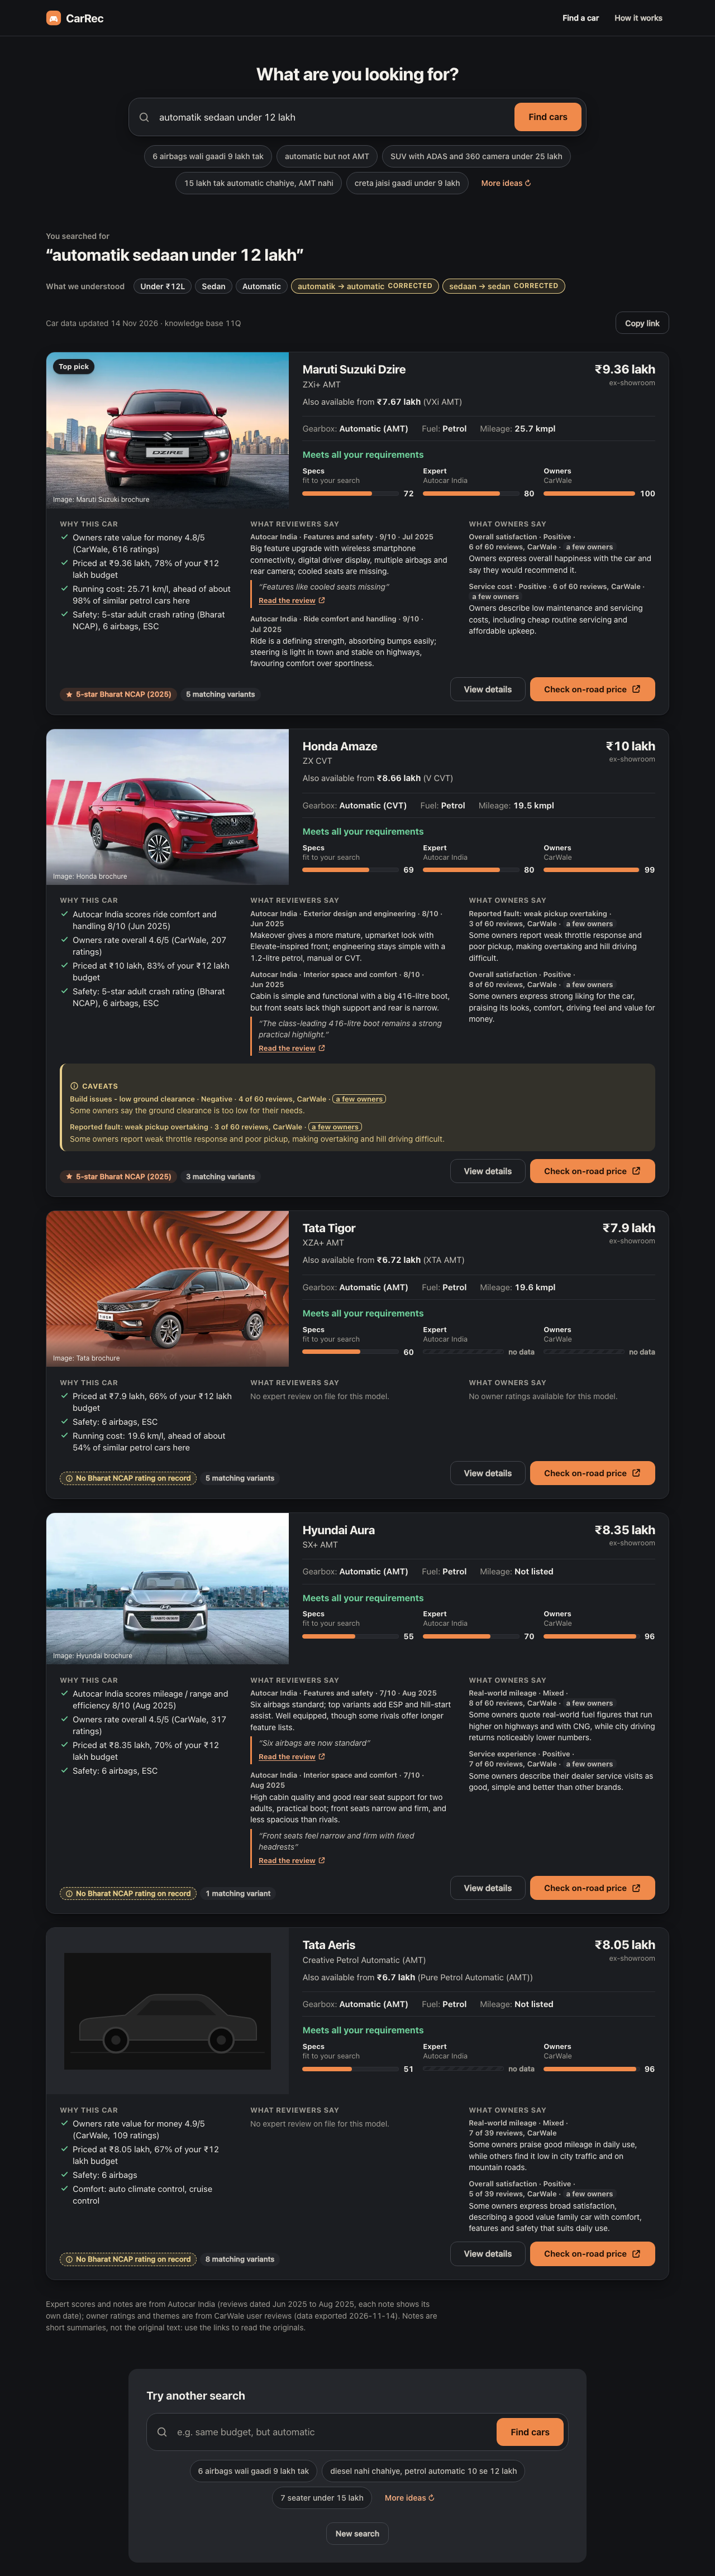 CarRec
Find a car
How it works
What are you looking for?
automatik sedaan under 12 lakh
Find cars
6 airbags wali gaadi 9 lakh tak
automatic but not AMT
SUV with ADAS and 360 camera under 25 lakh
15 lakh tak automatic chahiye, AMT nahi
creta jaisi gaadi under 9 lakh
More ideas ↻
You searched for
“automatik sedaan under 12 lakh”
What we understood
Under ₹12L
Sedan
Automatic
automatik → automatic CORRECTED
sedaan → sedan CORRECTED
Car data updated 14 Nov 2026 · knowledge base 11Q
Copy link
Top pick
DZIRE
Image: Maruti Suzuki brochure
Maruti Suzuki Dzire
₹9.36 lakh
ZXi+ AMT
ex-showroom
Also available from ₹7.67 lakh (VXi AMT)
Gearbox: Automatic (AMT) Fuel: Petrol Mileage: 25.7 kmpl
Meets all your requirements
Specs
fit to your search
72
Expert
Autocar India
80
Owners
CarWale
100
WHY THIS CAR
Owners rate value for money 4.8/5
(CarWale, 616 ratings)
Priced at ₹9.36 lakh, 78% of your ₹12
lakh budget
Running cost: 25.71 km/l, ahead of about
98% of similar petrol cars here
Safety: 5-star adult crash rating (Bharat
NCAP), 6 airbags, ESC
WHAT REVIEWERS SAY
Autocar India · Features and safety · 9/10 · Jul 2025
Big feature upgrade with wireless smartphone
connectivity, digital driver display, multiple airbags and
rear camera; cooled seats are missing.
“Features like cooled seats missing”
Read the review
Autocar India · Ride comfort and handling · 9/10 ·
Jul 2025
Ride is a defining strength, absorbing bumps easily;
steering is light in town and stable on highways,
favouring comfort over sportiness.
WHAT OWNERS SAY
Overall satisfaction · Positive ·
6 of 60 reviews, CarWale · a few owners
Owners express overall happiness with the car and
say they would recommend it.
Service cost · Positive · 6 of 60 reviews, CarWale ·
a few owners
Owners describe low maintenance and servicing
costs, including cheap routine servicing and
affordable upkeep.
5-star Bharat NCAP (2025)
5 matching variants
View details
Check on-road price
Image: Honda brochure
Honda Amaze
₹10 lakh
ZX CVT
ex-showroom
Also available from ₹8.66 lakh (V CVT)
Gearbox: Automatic (CVT) Fuel: Petrol Mileage: 19.5 kmpl
Meets all your requirements
Specs
fit to your search
69
Expert
Autocar India
80
Owners
CarWale
99
WHY THIS CAR
Autocar India scores ride comfort and
handling 8/10 (Jun 2025)
Owners rate overall 4.6/5 (CarWale, 207
ratings)
Priced at ₹10 lakh, 83% of your ₹12 lakh
budget
Safety: 5-star adult crash rating (Bharat
NCAP), 6 airbags, ESC
WHAT REVIEWERS SAY
Autocar India · Exterior design and engineering · 8/10 ·
Jun 2025
Makeover gives a more mature, upmarket look with
Elevate-inspired front; engineering stays simple with a
1.2-litre petrol, manual or CVT.
Autocar India · Interior space and comfort · 8/10 ·
Jun 2025
Cabin is simple and functional with a big 416-litre boot,
but front seats lack thigh support and rear is narrow.
“The class-leading 416-litre boot remains a strong
practical highlight.”
Read the review
WHAT OWNERS SAY
Reported fault: weak pickup overtaking ·
3 of 60 reviews, CarWale · a few owners
Some owners report weak throttle response and
poor pickup, making overtaking and hill driving
difficult.
Overall satisfaction · Positive ·
8 of 60 reviews, CarWale · a few owners
Some owners express strong liking for the car,
praising its looks, comfort, driving feel and value for
money.
CAVEATS
Build issues - low ground clearance · Negative · 4 of 60 reviews, CarWale · a few owners
Some owners say the ground clearance is too low for their needs.
Reported fault: weak pickup overtaking · 3 of 60 reviews, CarWale · a few owners
Some owners report weak throttle response and poor pickup, making overtaking and hill driving difficult.
5-star Bharat NCAP (2025)
3 matching variants
View details
Check on-road price
Image: Tata brochure
Tata Tigor
₹7.9 lakh
XZA+ AMT
ex-showroom
Also available from ₹6.72 lakh (XTA AMT)
Gearbox: Automatic (AMT) Fuel: Petrol Mileage: 19.6 kmpl
Meets all your requirements
Specs
fit to your search
60
Expert
Autocar India
no data
Owners
CarWale
no data
WHY THIS CAR
Priced at ₹7.9 lakh, 66% of your ₹12 lakh
budget
Safety: 6 airbags, ESC
Running cost: 19.6 km/l, ahead of about
54% of similar petrol cars here
WHAT REVIEWERS SAY
No expert review on file for this model.
WHAT OWNERS SAY
No owner ratings available for this model.
No Bharat NCAP rating on record
5 matching variants
View details
Check on-road price
Image: Hyundai brochure
Hyundai Aura
₹8.35 lakh
SX+ AMT
ex-showroom
Gearbox: Automatic (AMT) Fuel: Petrol Mileage: Not listed
Meets all your requirements
Specs
fit to your search
55
Expert
Autocar India
70
Owners
CarWale
96
WHY THIS CAR
Autocar India scores mileage / range and
efficiency 8/10 (Aug 2025)
Owners rate overall 4.5/5 (CarWale, 317
ratings)
Priced at ₹8.35 lakh, 70% of your ₹12
lakh budget
Safety: 6 airbags, ESC
WHAT REVIEWERS SAY
Autocar India · Features and safety · 7/10 · Aug 2025
Six airbags standard; top variants add ESP and hill-start
assist. Well equipped, though some rivals offer longer
feature lists.
“Six airbags are now standard”
Read the review
Autocar India · Interior space and comfort · 7/10 ·
Aug 2025
High cabin quality and good rear seat support for two
adults, practical boot; front seats narrow and firm, and
less spacious than rivals.
“Front seats feel narrow and firm with fixed
headrests”
Read the review
WHAT OWNERS SAY
Real-world mileage · Mixed ·
8 of 60 reviews, CarWale · a few owners
Some owners quote real-world fuel figures that run
higher on highways and with CNG, while city driving
returns noticeably lower numbers.
Service experience · Positive ·
7 of 60 reviews, CarWale · a few owners
Some owners describe their dealer service visits as
good, simple and better than other brands.
No Bharat NCAP rating on record
1 matching variant
View details
Check on-road price
Tata Aeris
₹8.05 lakh
Creative Petrol Automatic (AMT)
ex-showroom
Also available from ₹6.7 lakh (Pure Petrol Automatic (AMT))
Gearbox: Automatic (AMT) Fuel: Petrol Mileage: Not listed
Meets all your requirements
Specs
fit to your search
51
Expert
Autocar India
no data
Owners
CarWale
96
WHY THIS CAR
Owners rate value for money 4.9/5
(CarWale, 109 ratings)
Priced at ₹8.05 lakh, 67% of your ₹12
lakh budget
Safety: 6 airbags
Comfort: auto climate control, cruise
control
WHAT REVIEWERS SAY
No expert review on file for this model.
WHAT OWNERS SAY
Real-world mileage · Mixed ·
7 of 39 reviews, CarWale
Some owners praise good mileage in daily use,
while others find it low in city traffic and on
mountain roads.
Overall satisfaction · Positive ·
5 of 39 reviews, CarWale · a few owners
Some owners express broad satisfaction,
describing a good value family car with comfort,
features and safety that suits daily use.
No Bharat NCAP rating on record
8 matching variants
View details
Check on-road price
Expert scores and notes are from Autocar India (reviews dated Jun 2025 to Aug 2025, each note shows its
own date); owner ratings and themes are from CarWale user reviews (data exported 2026-11-14). Notes are
short summaries, not the original text: use the links to read the originals.
Try another search
e.g. same budget, but automatic
Find cars
6 airbags wali gaadi 9 lakh tak
diesel nahi chahiye, petrol automatic 10 se 12 lakh
7 seater under 15 lakh
More ideas ↻
New search